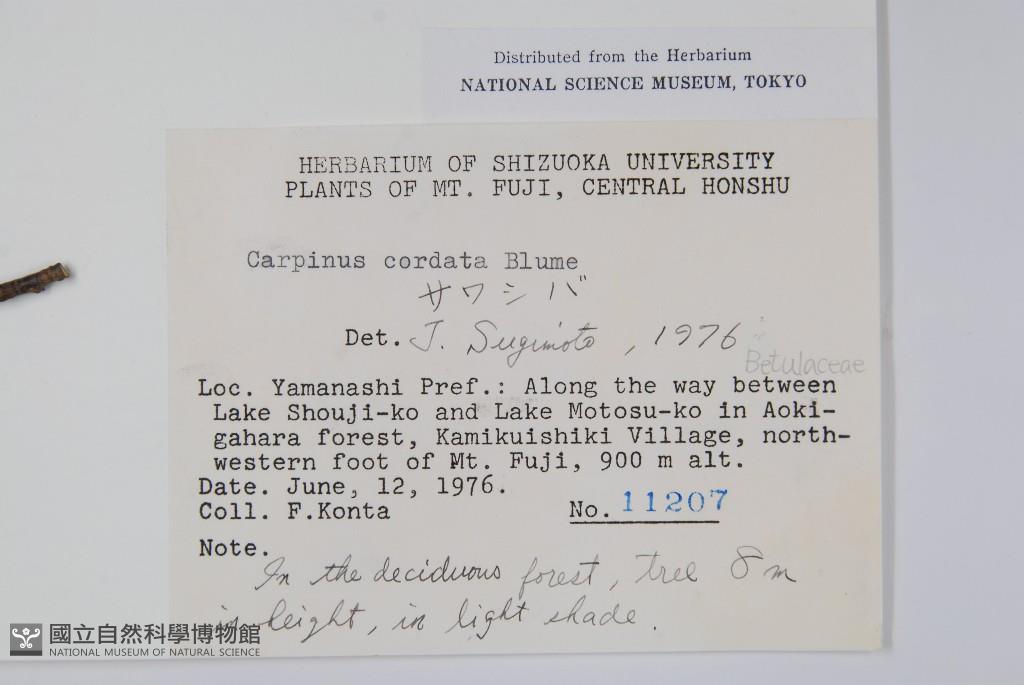 Distributed from the Herbarium
NATIONAL SCIENCE MUSEUM, TOKYO
HERBARIUM OF SHIZUOKA UNIVERSITY
PLANTS OF MT. FUJI, CENTRAL HONSHU
Carpinus cordata Blume
サワシバ
Det. J. Sugimoto, 1976
Betulaceae
Loc. Yamanashi Pref.: Along the way between
Lake Shouji-ko and Lake Motosu-ko in Aoki-
gahara forest, Kamikuishiki Village, north-
western foot of Mt. Fuji, 900 m alt.
Date. June, 12, 1976.
Coll. F.Konta No. 11207
Note.
In the deciduous forest, tree 8 m
in height, in light shade.
國立自然科學博物館
NATIONAL MUSEUM OF NATURAL SCIENCE